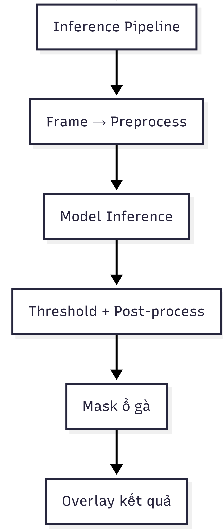 Inference Pipeline
Frame → Preprocess
Model Inference
Threshold + Post-process
Mask ổ gà
Overlay kết quả